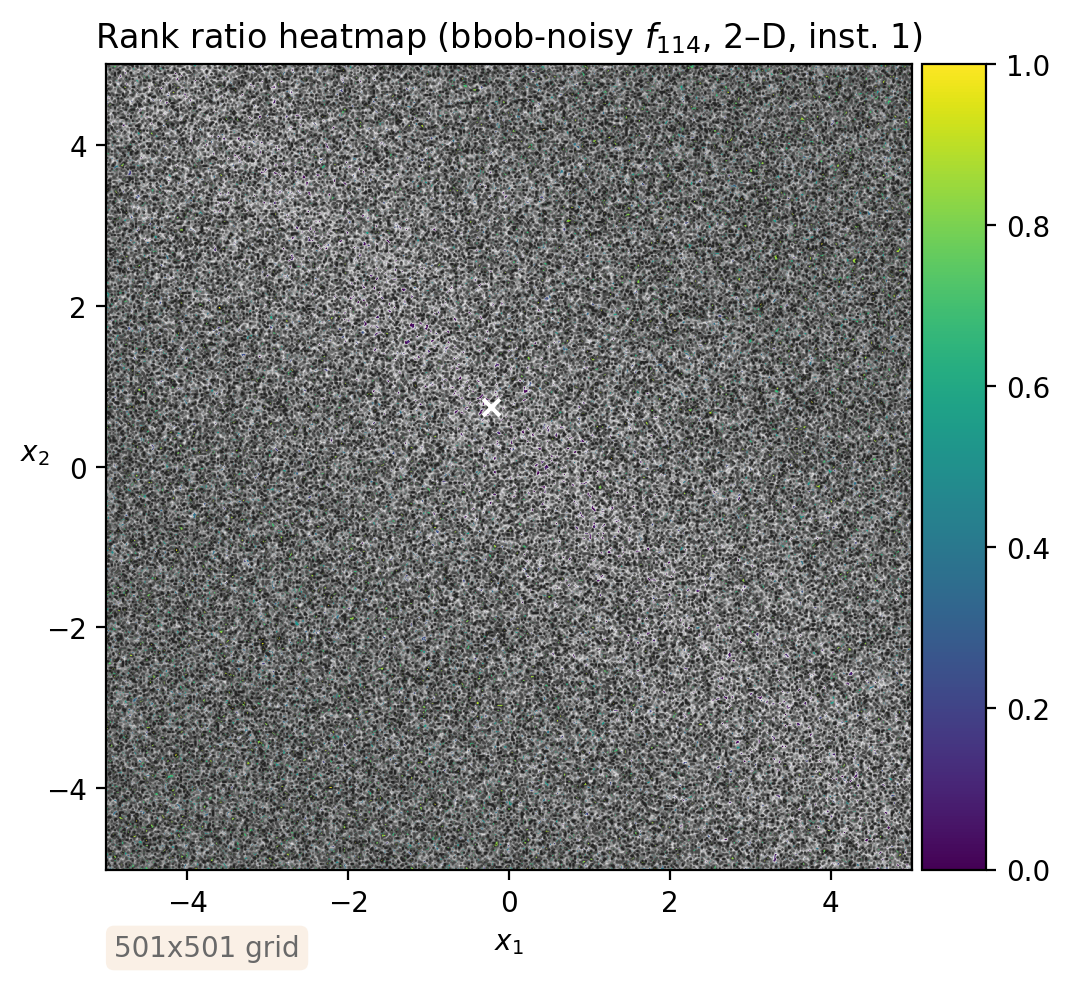 Rank ratio heatmap (bbob-noisy f₁₁₄, 2–D, inst. 1)
1.0
0.8
0.6
0.4
0.2
0.0
x₂
4
2
0
−2
−4
−4 −2 0 2 4
x₁
501x501 grid